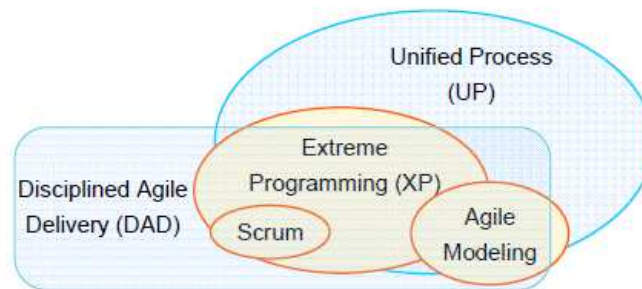 Unified Process
(UP)
Extreme
Programming (XP)
Disciplined Agile
Delivery (DAD)
Scrum
Agile
Modeling